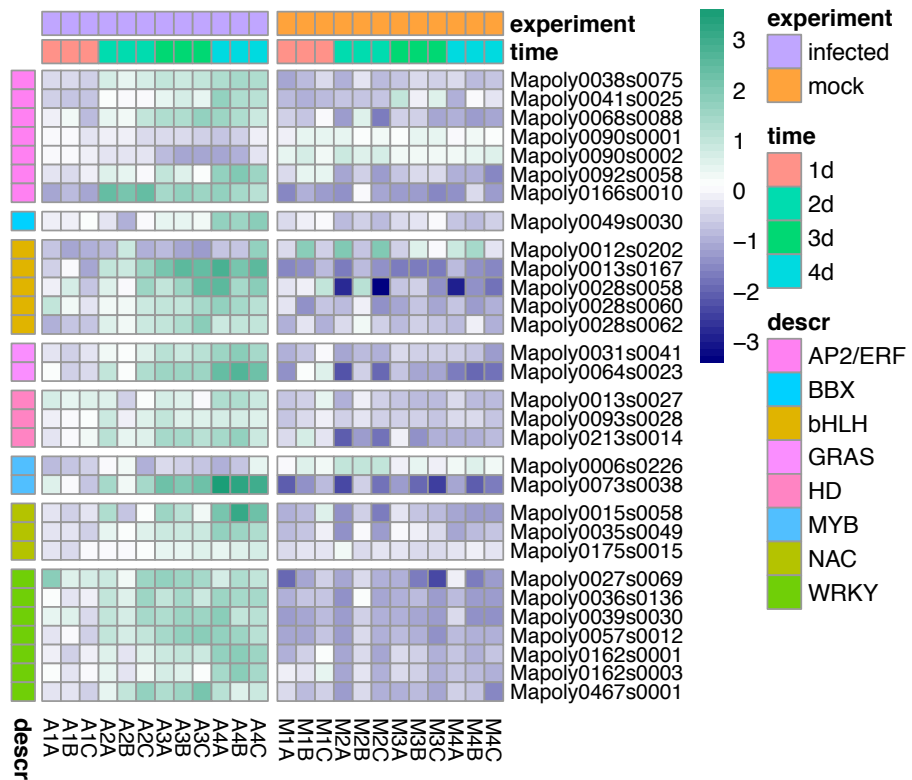 experiment
time
Mapoly0038s0075
Mapoly0041s0025
Mapoly0068s0088
Mapoly0090s0001
Mapoly0090s0002
Mapoly0092s0058
Mapoly0166s0010
Mapoly0049s0030
Mapoly0012s0202
Mapoly0013s0167
Mapoly0028s0058
Mapoly0028s0060
Mapoly0028s0062
Mapoly0031s0041
Mapoly0064s0023
Mapoly0013s0027
Mapoly0093s0028
Mapoly0213s0014
Mapoly0006s0226
Mapoly0073s0038
Mapoly0015s0058
Mapoly0035s0049
Mapoly0175s0015
Mapoly0027s0069
Mapoly0036s0136
Mapoly0039s0030
Mapoly0057s0012
Mapoly0162s0001
Mapoly0162s0003
Mapoly0467s0001
descr
A1A
A1B
A1C
A2A
A2B
A2C
A3A
A3B
A3C
A4A
A4B
A4C
M1A
M1B
M1C
M2A
M2B
M2C
M3A
M3B
M3C
M4A
M4B
M4C
3
2
1
0
−1
−2
−3
experiment
infected
mock
time
1d
2d
3d
4d
descr
AP2/ERF
BBX
bHLH
GRAS
HD
MYB
NAC
WRKY